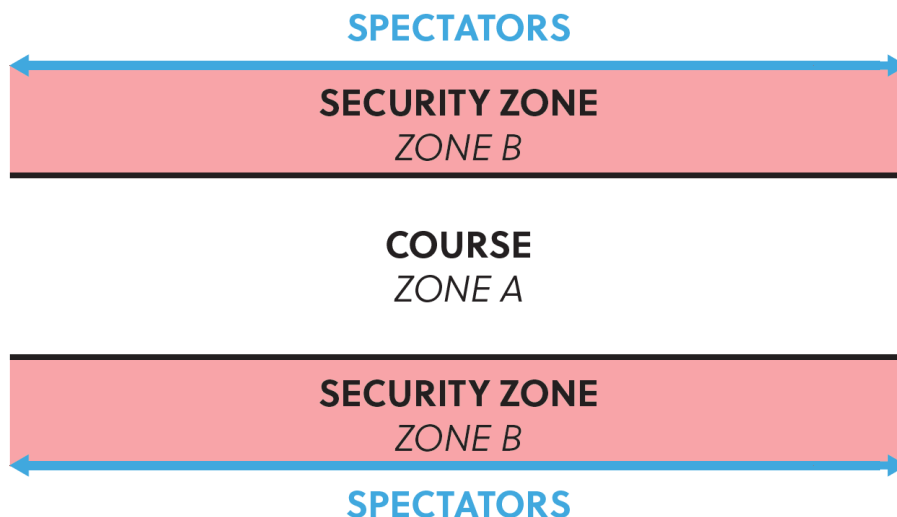 SPECTATORS
SECURITY ZONE
ZONE B
COURSE
ZONE A
SECURITY ZONE
ZONE B
SPECTATORS